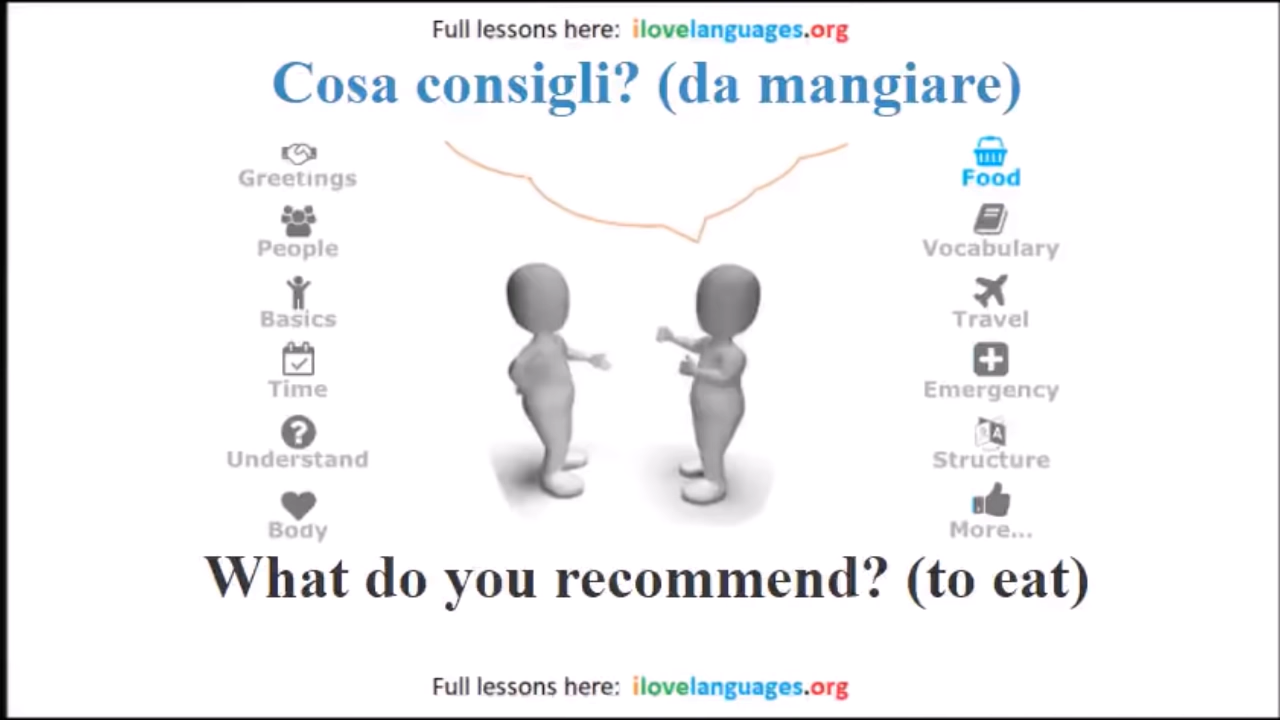 Full lessons here: ilovelanguages.org
Cosa consigli? (da mangiare)
Greetings
People
Basics
Time
Understand
Body
Food
Vocabulary
Travel
Emergency
Structure
More...
What do you recommend? (to eat)
Full lessons here: ilovelanguages.org